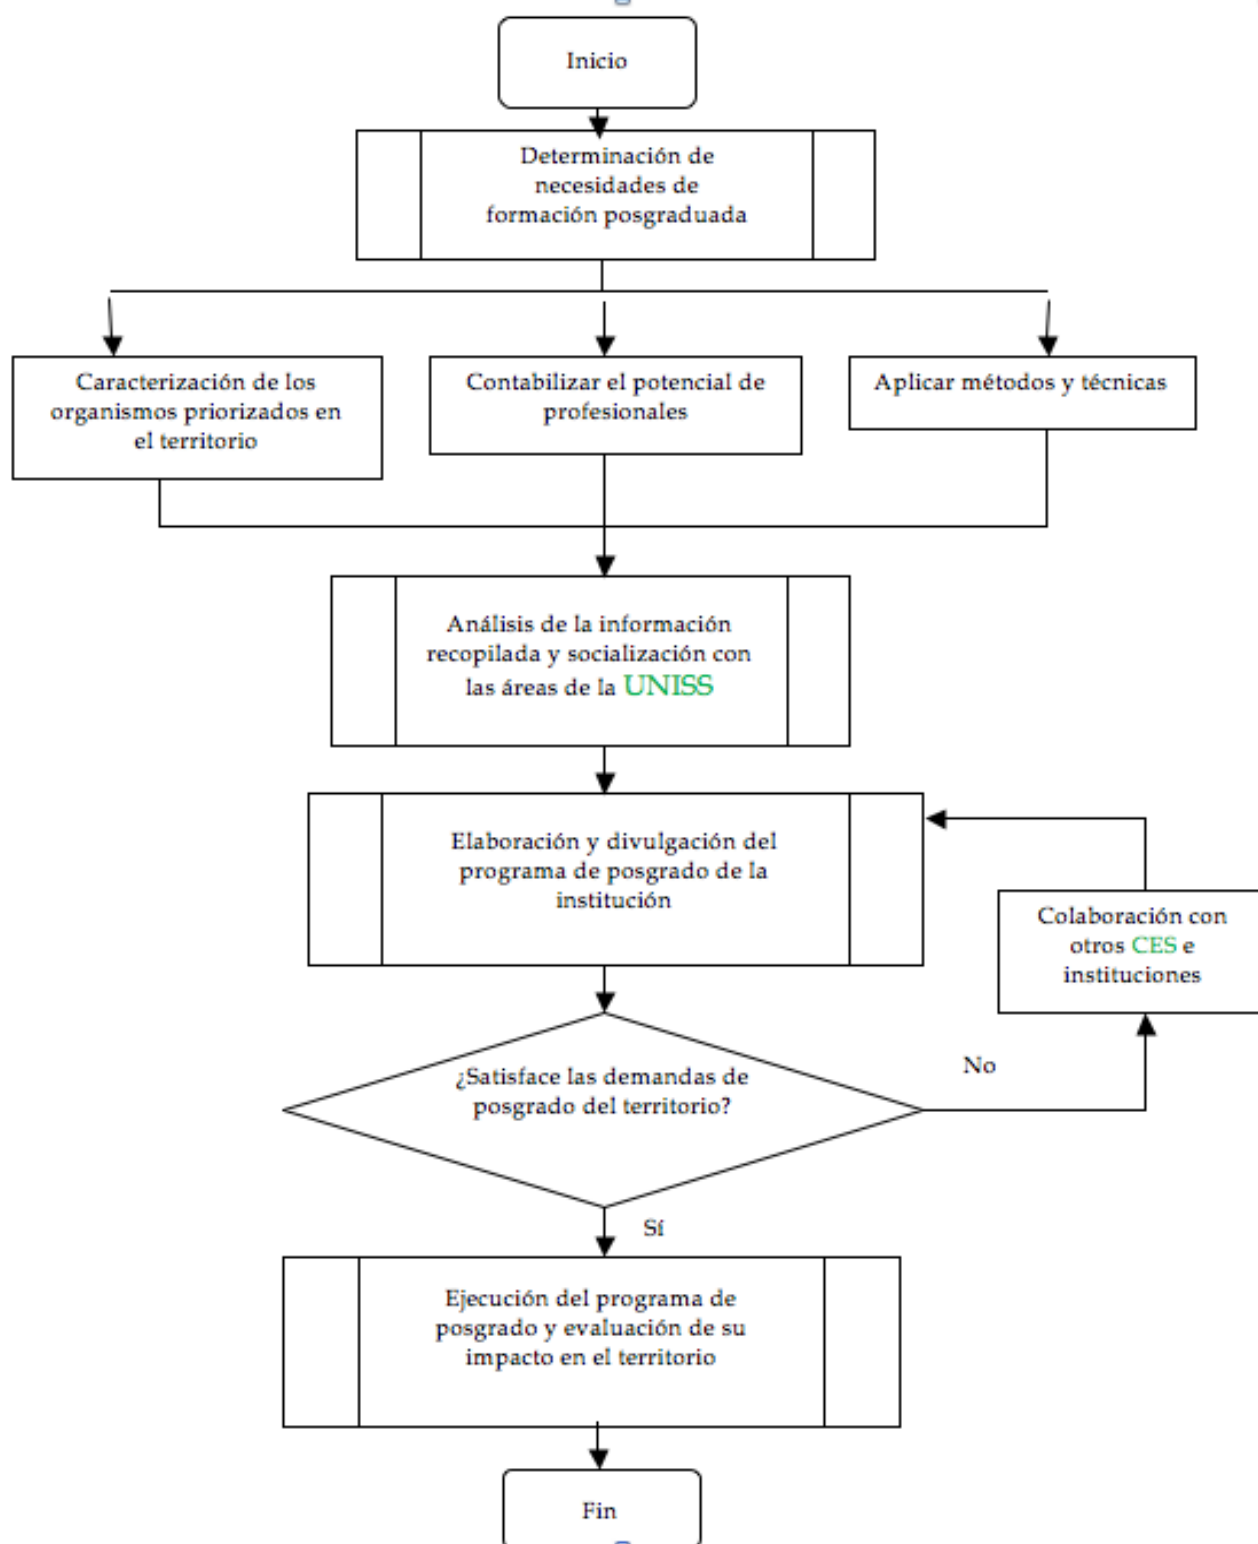 Inicio
Determinación de
necesidades de
formación posgraduada
Caracterización de los
organismos priorizados en
el territorio
Contabilizar el potencial de
profesionales
Aplicar métodos y técnicas
Análisis de la información
recopilada y socialización con
las áreas de la UNISS
Elaboración y divulgación del
programa de posgrado de la
institución
Colaboración con
otros CES e
instituciones
¿Satisface las demandas de
posgrado del territorio?
No
Sí
Ejecución del programa de
posgrado y evaluación de su
impacto en el territorio
Fin